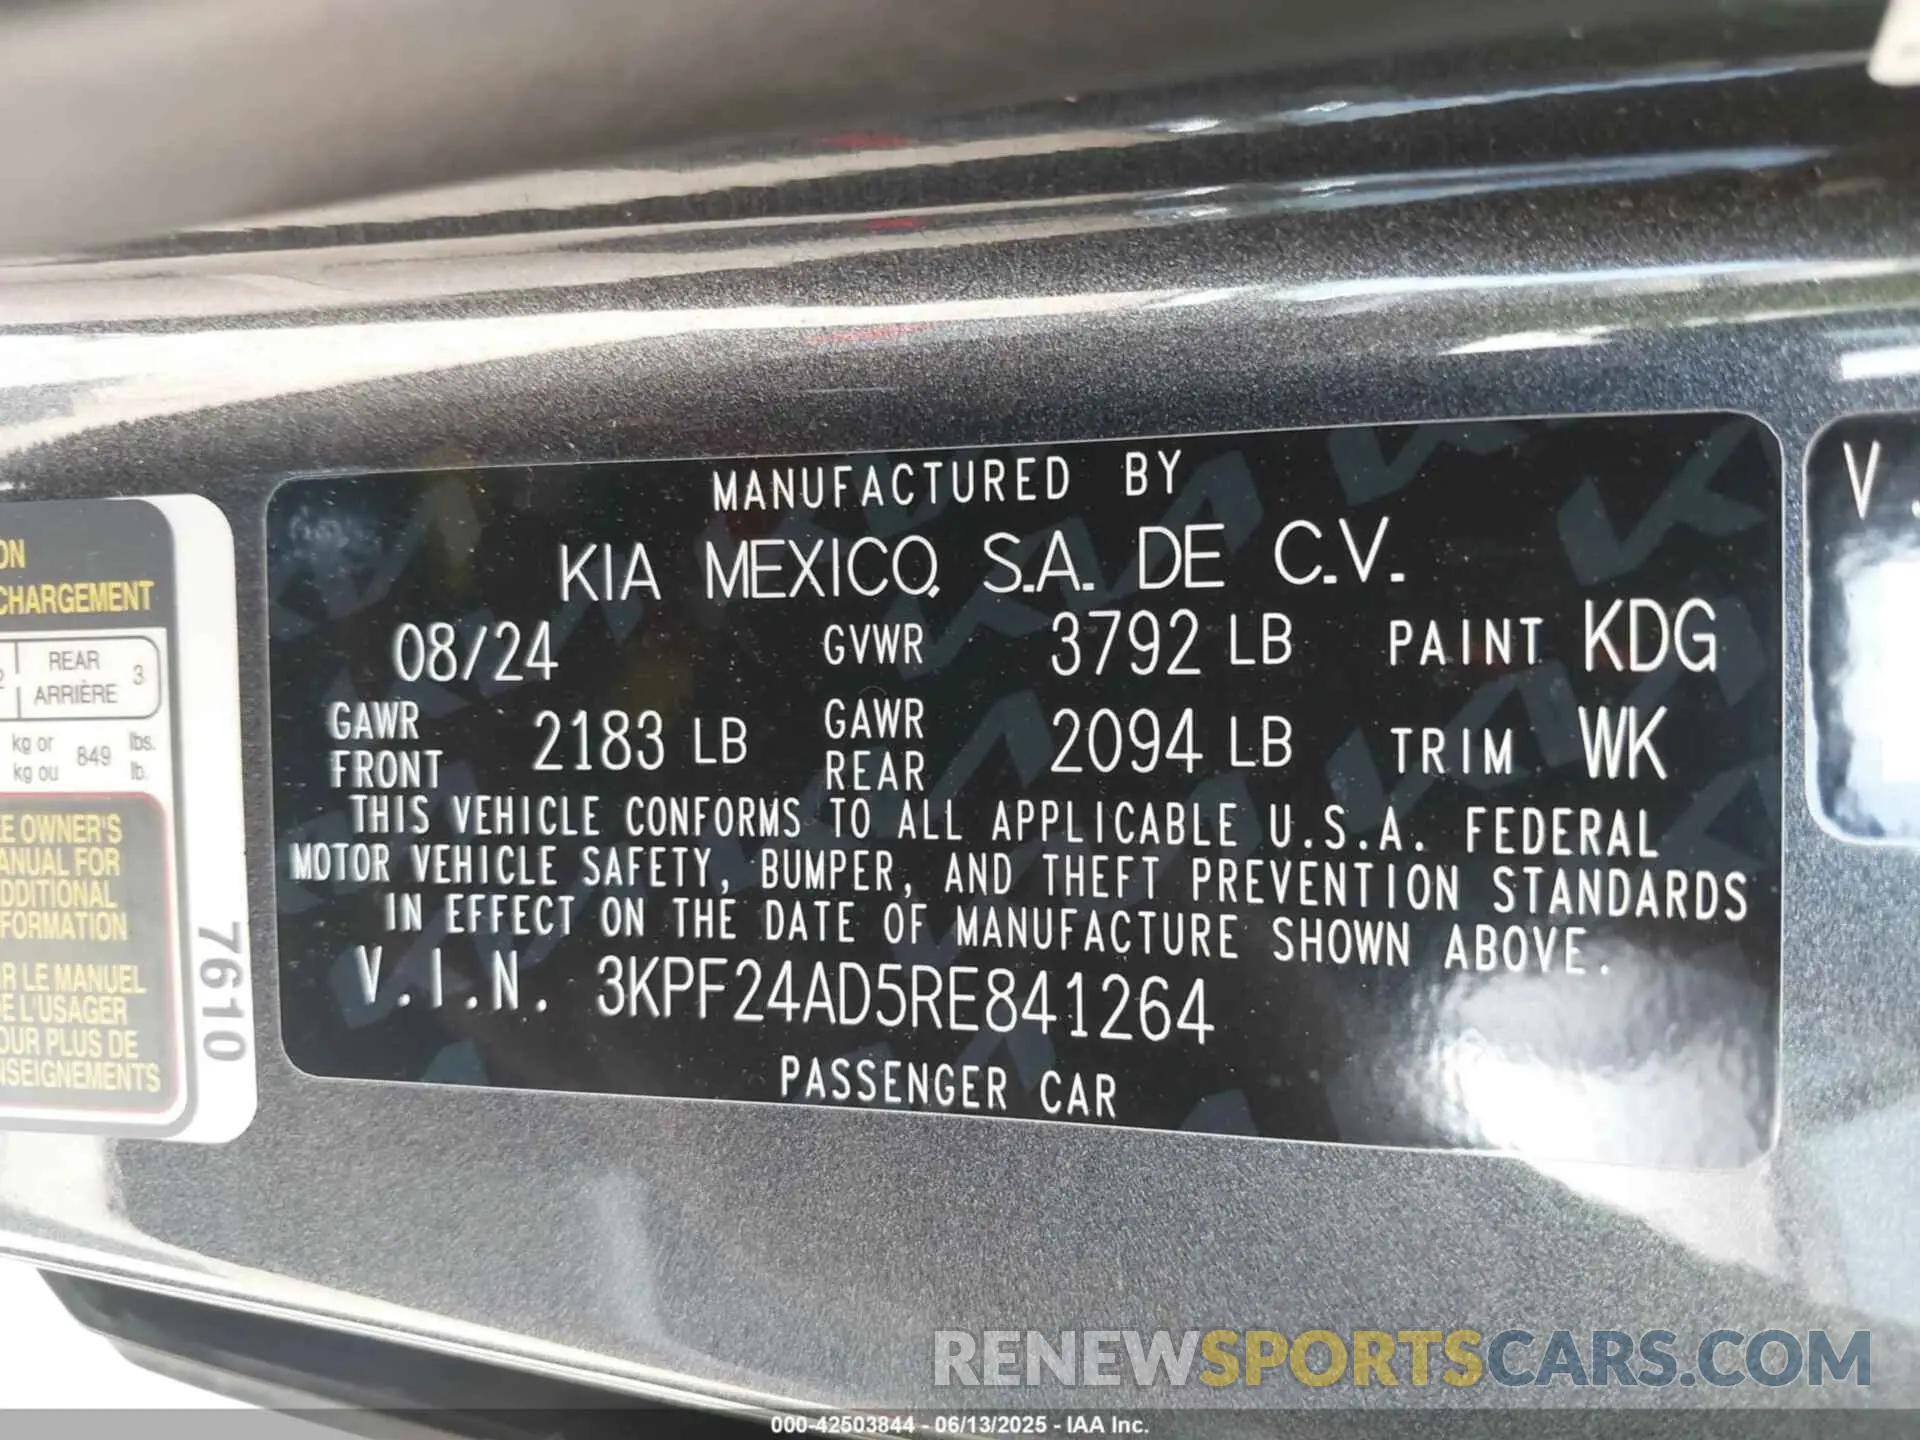 MANUFACTURED BY
KIA MEXICO, S.A. DE C.V.
08/24 GVWR 3792 LB PAINT KDG
GAWR FRONT 2183 LB GAWR REAR 2094 LB TRIM WK
THIS VEHICLE CONFORMS TO ALL APPLICABLE U.S.A. FEDERAL
MOTOR VEHICLE SAFETY, BUMPER, AND THEFT PREVENTION STANDARDS
IN EFFECT ON THE DATE OF MANUFACTURE SHOWN ABOVE.
V.I.N. 3KPF24AD5RE841264
PASSENGER CAR
ON
CHARGEMENT
REAR 3
ARRIÈRE
kg or 849 lbs.
kg ou lb.
OWNER'S
ANUAL FOR
DDITIONAL
FORMATION
LE MANUEL
L'USAGER
OUR PLUS DE
NSEIGNEMENTS
7610
V.
RENEWSPORTSCARS.COM
000-42503844 - 06/13/2025 - IAA Inc.